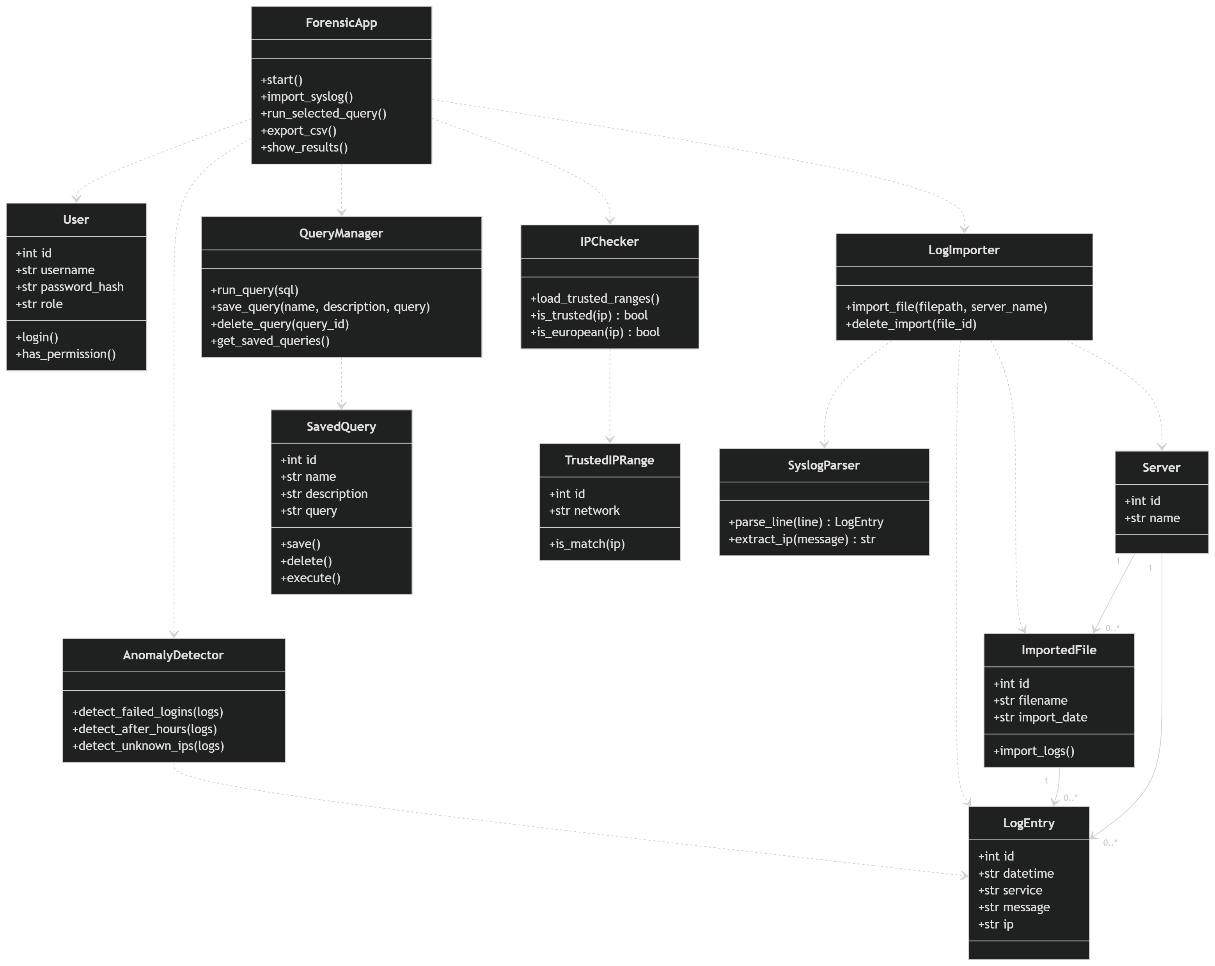 ForensicApp
+start()
+import_syslog()
+run_selected_query()
+export_csv()
+show_results()
User
+int id
+str username
+str password_hash
+str role
+login()
+has_permission()
QueryManager
+run_query(sql)
+save_query(name, description, query)
+delete_query(query_id)
+get_saved_queries()
IPChecker
+load_trusted_ranges()
+is_trusted(ip) : bool
+is_european(ip) : bool
LogImporter
+import_file(filepath, server_name)
+delete_import(file_id)
SavedQuery
+int id
+str name
+str description
+str query
+save()
+delete()
+execute()
TrustedIPRange
+int id
+str network
+is_match(ip)
SyslogParser
+parse_line(line) : LogEntry
+extract_ip(message) : str
Server
+int id
+str name
1
1
0..*
AnomalyDetector
+detect_failed_logins(logs)
+detect_after_hours(logs)
+detect_unknown_ips(logs)
ImportedFile
+int id
+str filename
+str import_date
+import_logs()
1
0..*
0..*
LogEntry
+int id
+str datetime
+str service
+str message
+str ip